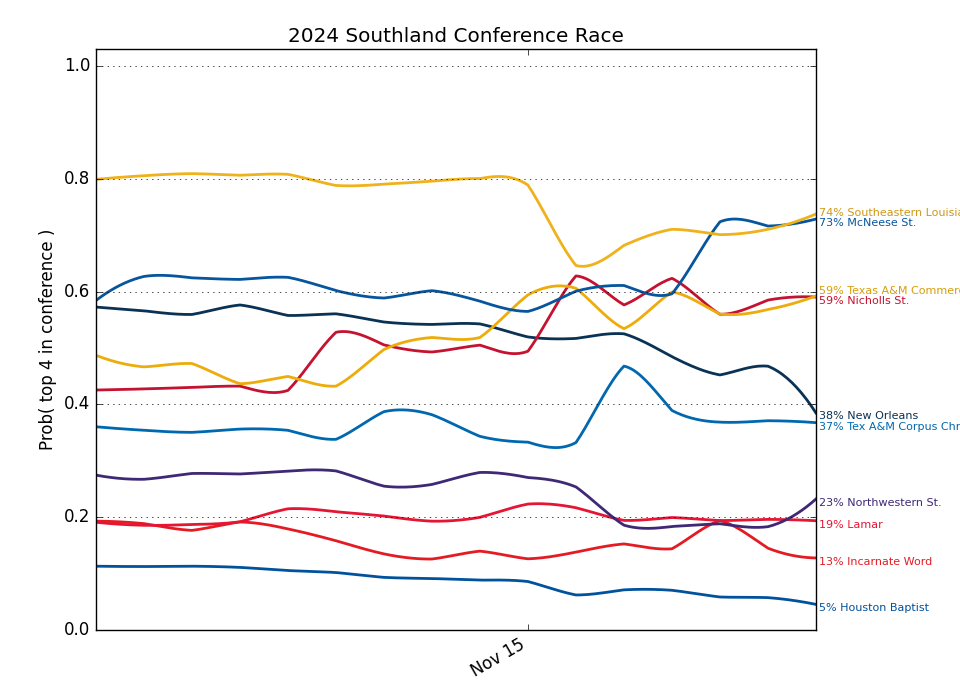 2024 Southland Conference Race
Prob( top 4 in conference )
1.0
0.8
0.6
0.4
0.2
0.0
Nov 15
74% Southeastern Louisia
73% McNeese St.
59% Texas A&M Commerc
59% Nicholls St.
38% New Orleans
37% Tex A&M Corpus Chr
23% Northwestern St.
19% Lamar
13% Incarnate Word
5% Houston Baptist